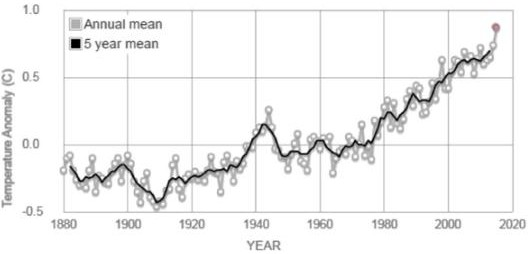 1.0
Annual mean
5 year mean
0.5
0.0
-0.5
Temperature Anomaly (C)
1880 1900 1920 1940 1960 1980 2000 2020
YEAR